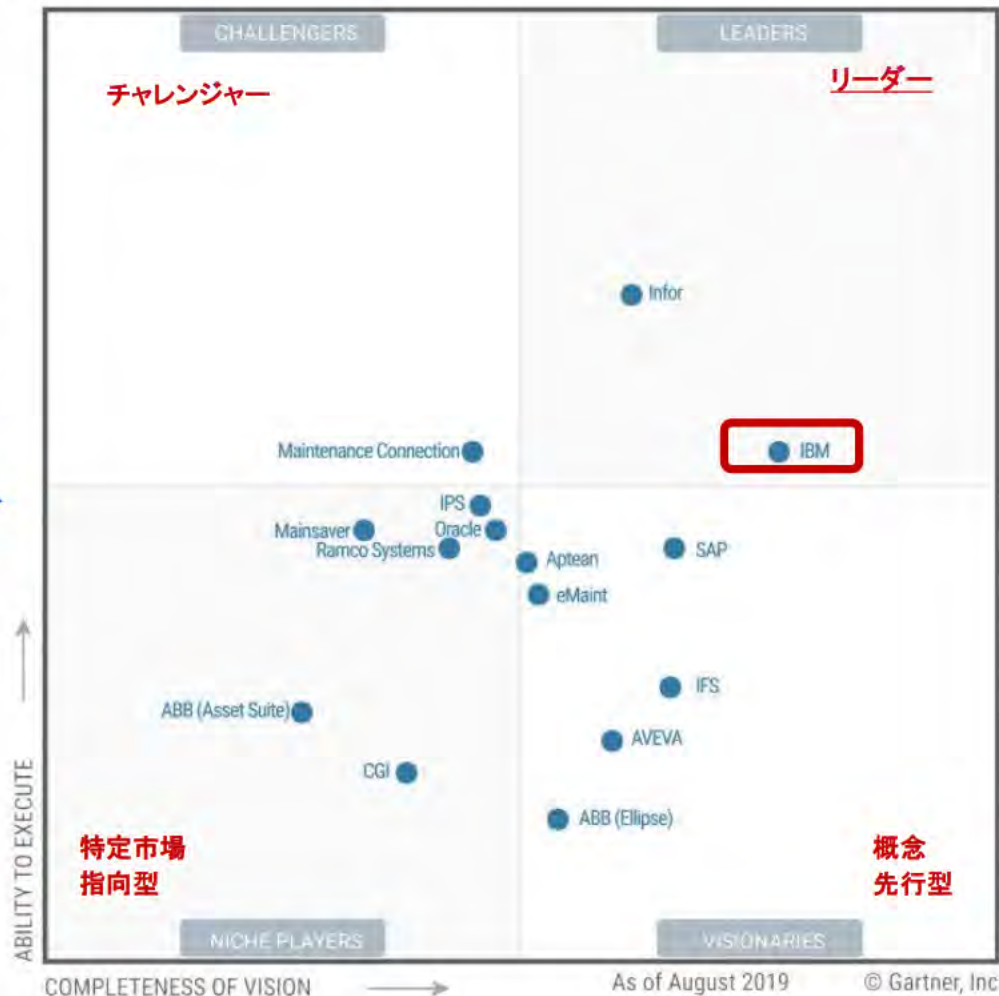 CHALLENGERS
LEADERS
チャレンジャー
リーダー
Infor
Maintenance Connection
IBM
IPS
Mainsaver
Oracle
Ramco Systems
Aptean
SAP
eMaint
IFS
ABB (Asset Suite)
AVEVA
CGI
ABB (Ellipse)
特定市場
指向型
概念
先行型
NICHE PLAYERS
VISIONARIES
ABILITY TO EXECUTE
COMPLETENESS OF VISION
As of August 2019
© Gartner, Inc